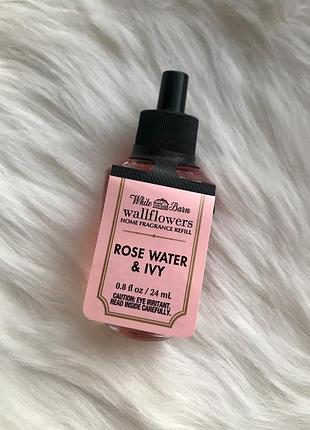 White Barn
wallflowers
HOME FRAGRANCE REFILL
ROSE WATER
& IVY
0.8 fl oz / 24 mL
CAUTION: EYE IRRITANT.
READ INSIDE CAREFULLY.